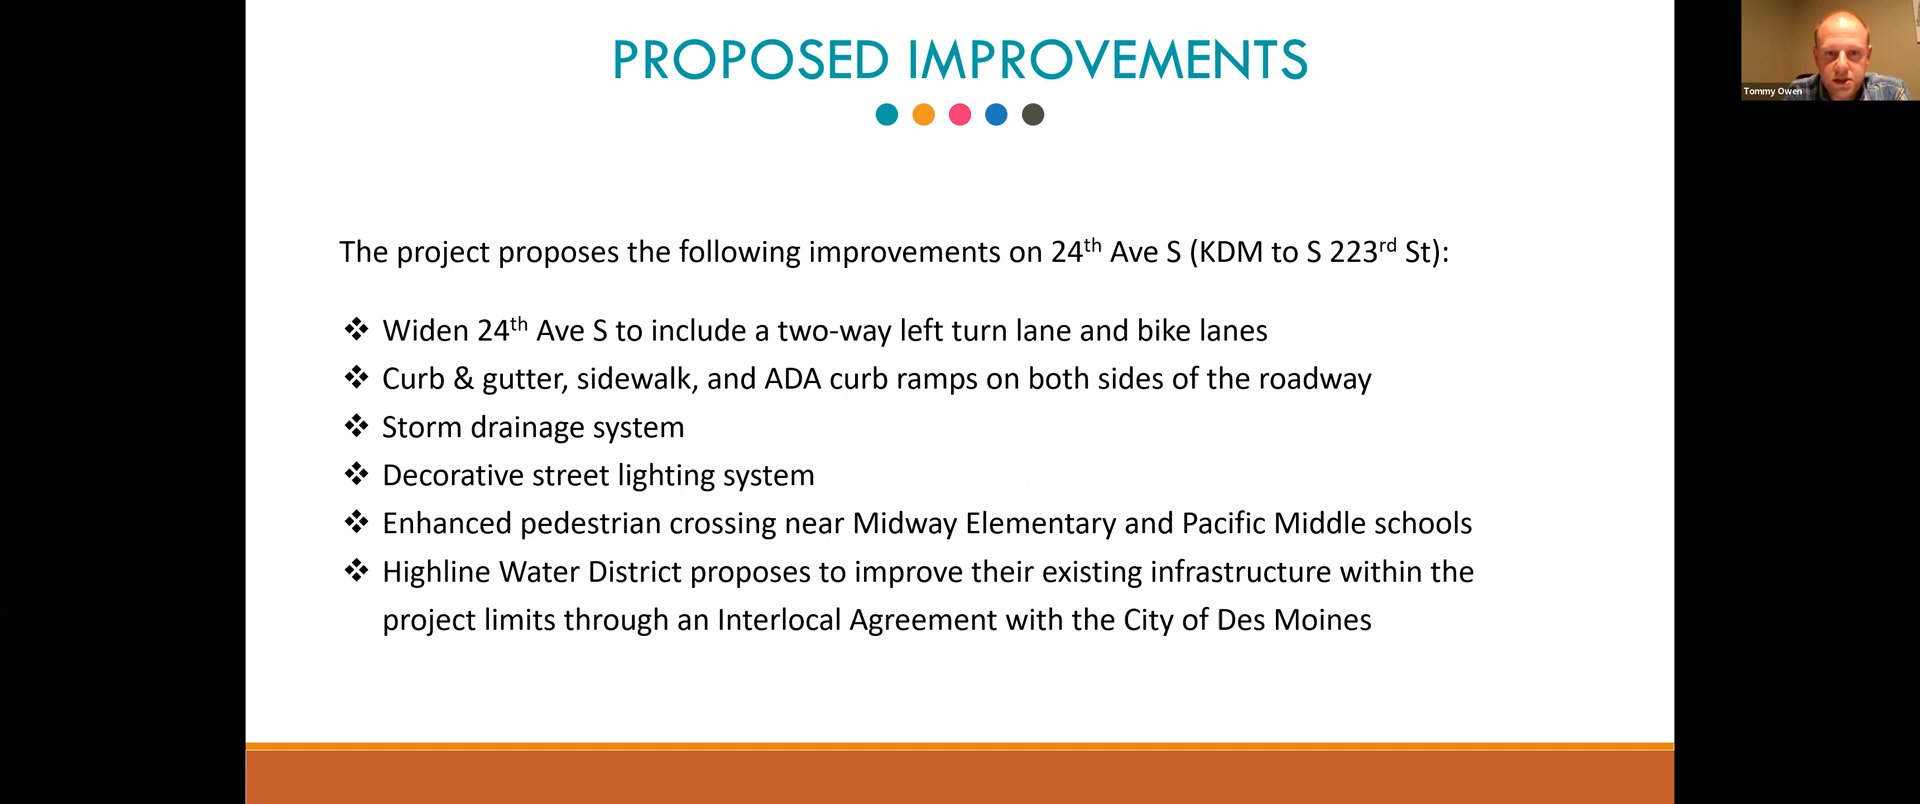 PROPOSED IMPROVEMENTS
Tommy Owen
The project proposes the following improvements on 24th Ave S (KDM to S 223rd St):
❖ Widen 24th Ave S to include a two-way left turn lane and bike lanes
❖ Curb & gutter, sidewalk, and ADA curb ramps on both sides of the roadway
❖ Storm drainage system
❖ Decorative street lighting system
❖ Enhanced pedestrian crossing near Midway Elementary and Pacific Middle schools
❖ Highline Water District proposes to improve their existing infrastructure within the
project limits through an Interlocal Agreement with the City of Des Moines